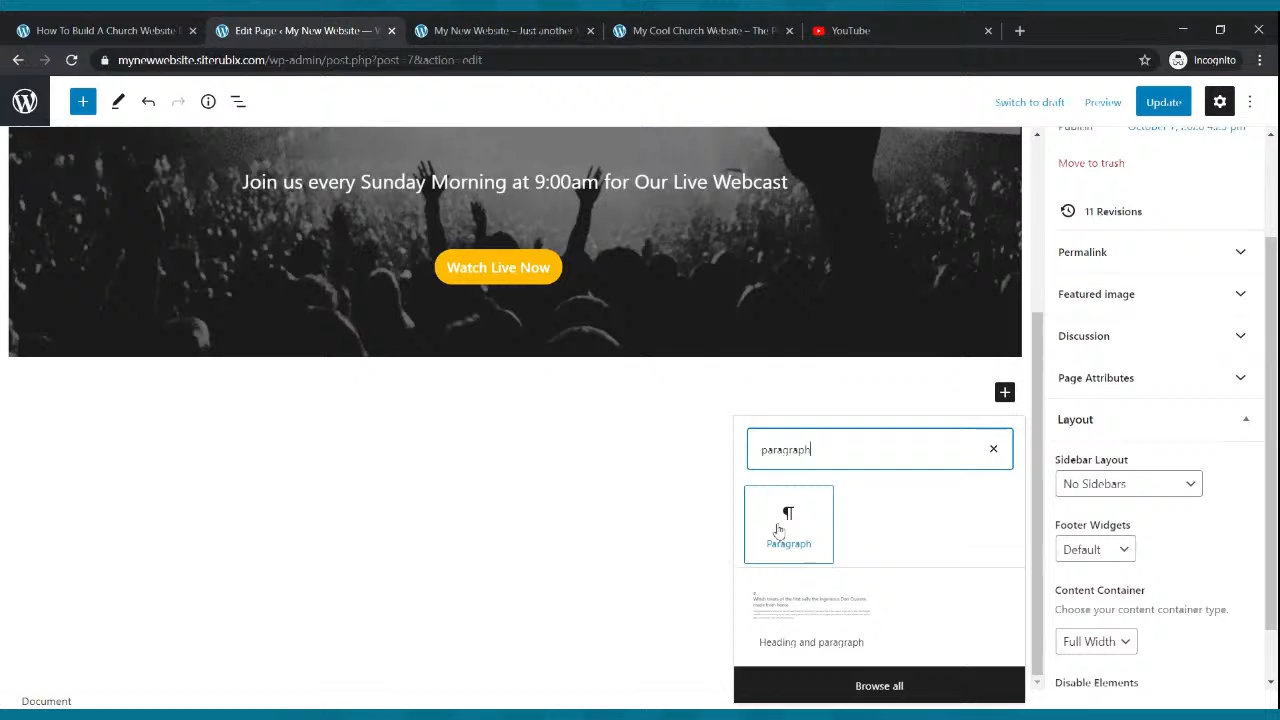 How To Build A Church Website
Edit Page ‹ My New Website —
My New Website – Just another
My Cool Church Website – The
YouTube
mynewwebsite.siterubix.com/wp-admin/post.php?post=7&action=edit
Incognito
Switch to draft
Preview
Update
Publish
Move to trash
11 Revisions
Join us every Sunday Morning at 9:00am for Our Live Webcast
Watch Live Now
Permalink
Featured image
Discussion
Page Attributes
Layout
Sidebar Layout
No Sidebars
Footer Widgets
Default
Content Container
Choose your content container type.
Full Width
Disable Elements
paragraph
¶
Paragraph
Heading and paragraph
Browse all
Document